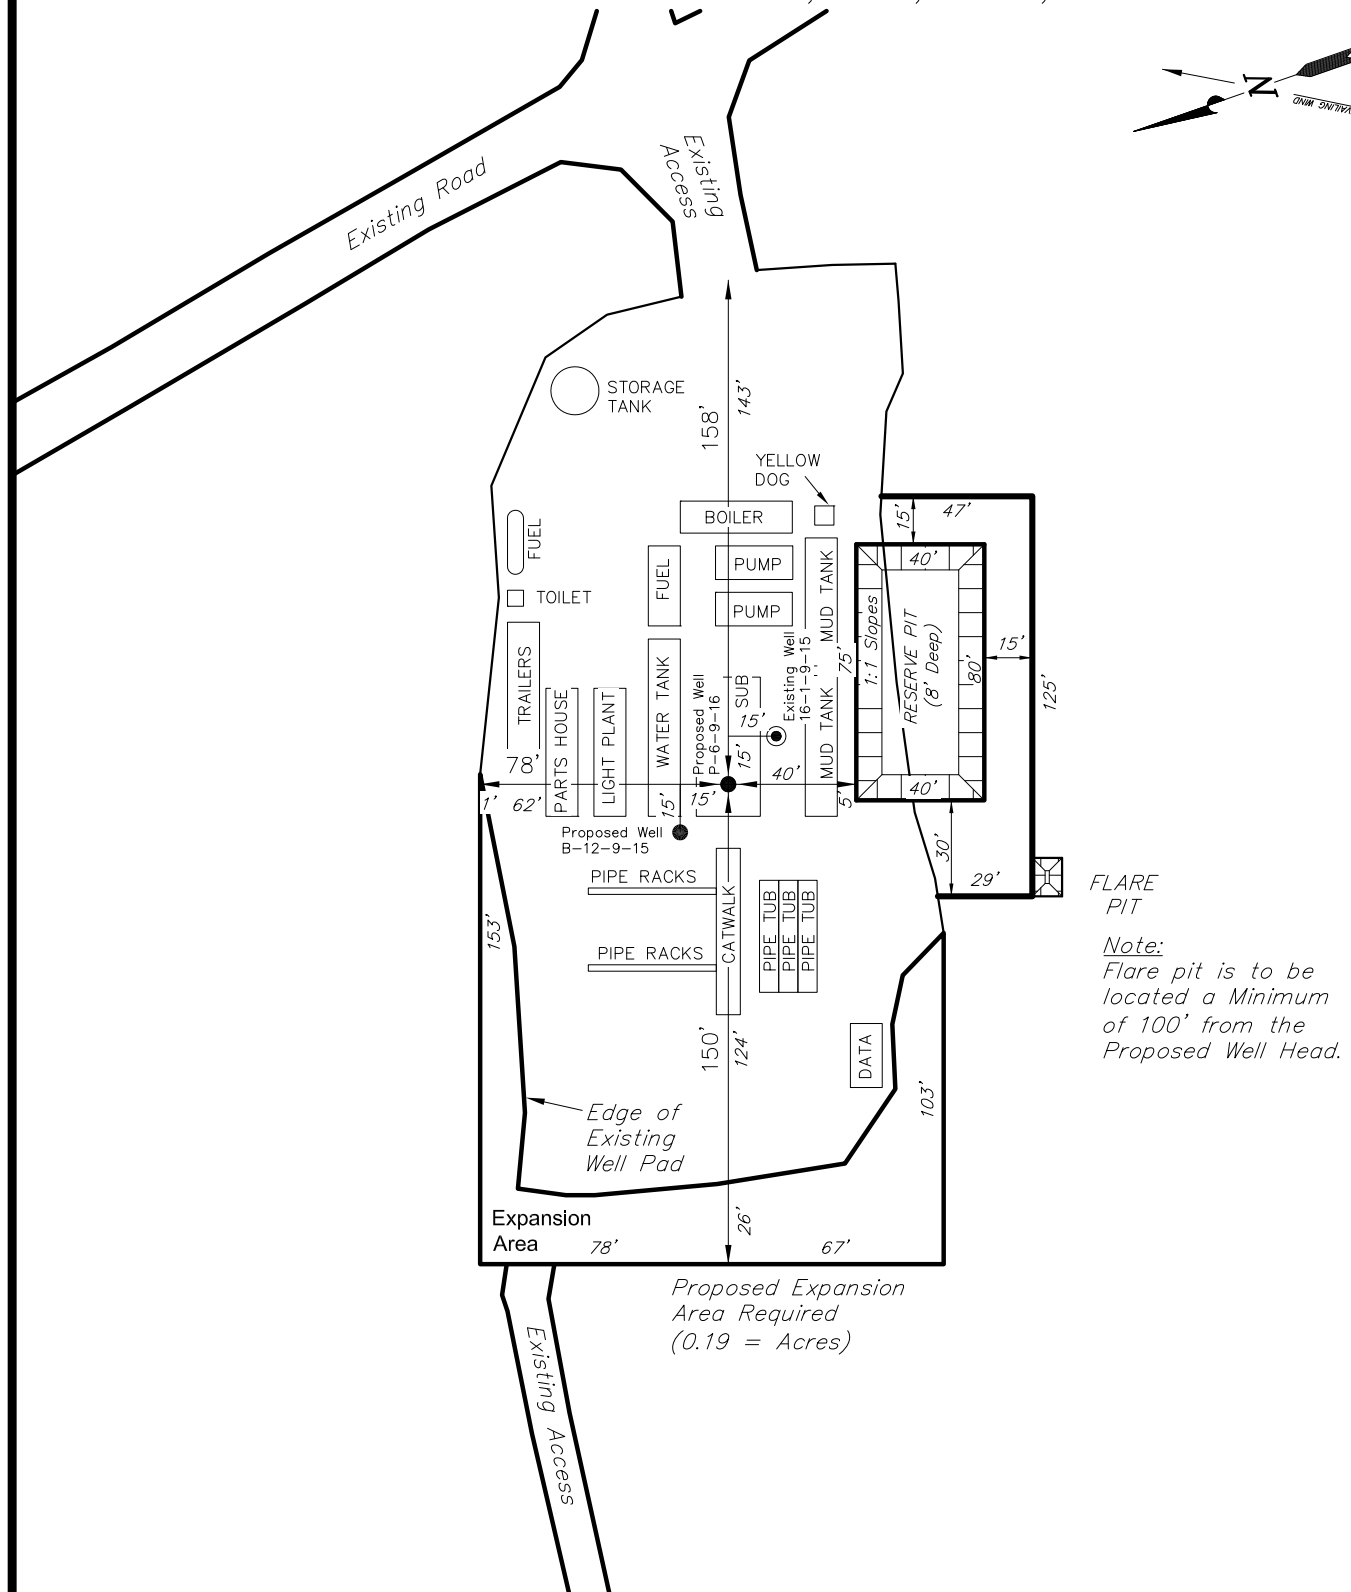 N
Existing
Access
Existing Road
STORAGE
TANK
158'
143'
YELLOW
DOG
BOILER
15'
47'
FUEL
FUEL
PUMP
MUD TANK
40'
TOILET
PUMP
1:1 Slopes
RESERVE PIT
(8' Deep)
80'
15'
125'
75'
TRAILERS
PARTS HOUSE
LIGHT PLANT
WATER TANK
Proposed Well
P-6-9-16
SUB
Existing Well
16-1-9-15
MUD TANK
15'
15'
78'
40'
1'
62'
15'
15'
5'
40'
Proposed Well
B-12-9-15
30'
29'
PIPE RACKS
CATWALK
PIPE TUB
PIPE TUB
PIPE TUB
FLARE
PIT
153'
PIPE RACKS
Note:
Flare pit is to be
located a Minimum
of 100' from the
Proposed Well Head.
150'
124'
DATA
103'
Edge of
Existing
Well Pad
Expansion
Area
26'
78'
67'
Proposed Expansion
Area Required
(0.19 = Acres)
Existing Access